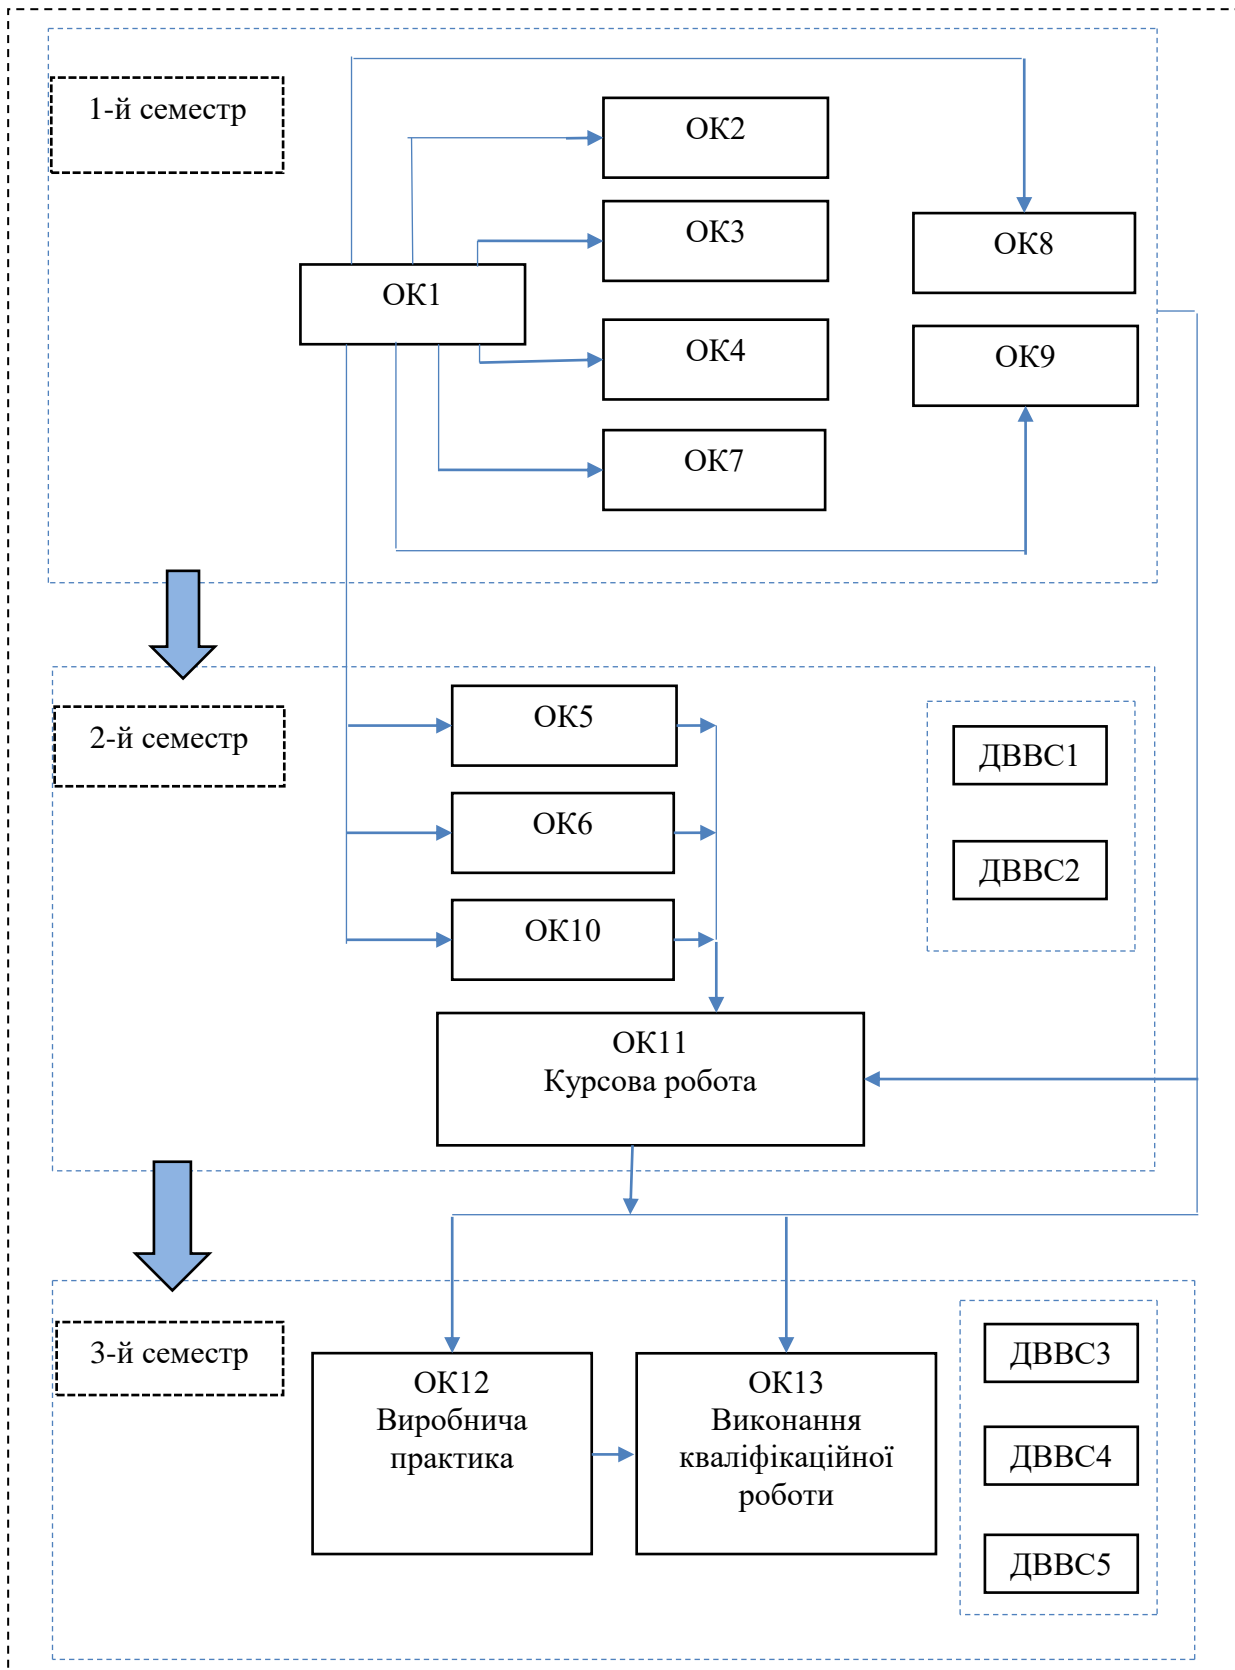 1-й семестр
ОК2
ОК3
ОК8
ОК1
ОК4
ОК9
ОК7
2-й семестр
ОК5
ДВВС1
ОК6
ДВВС2
ОК10
ОК11
Курсова робота
3-й семестр
ОК12
Виробнича
практика
ОК13
Виконання
кваліфікаційної
роботи
ДВВС3
ДВВС4
ДВВС5